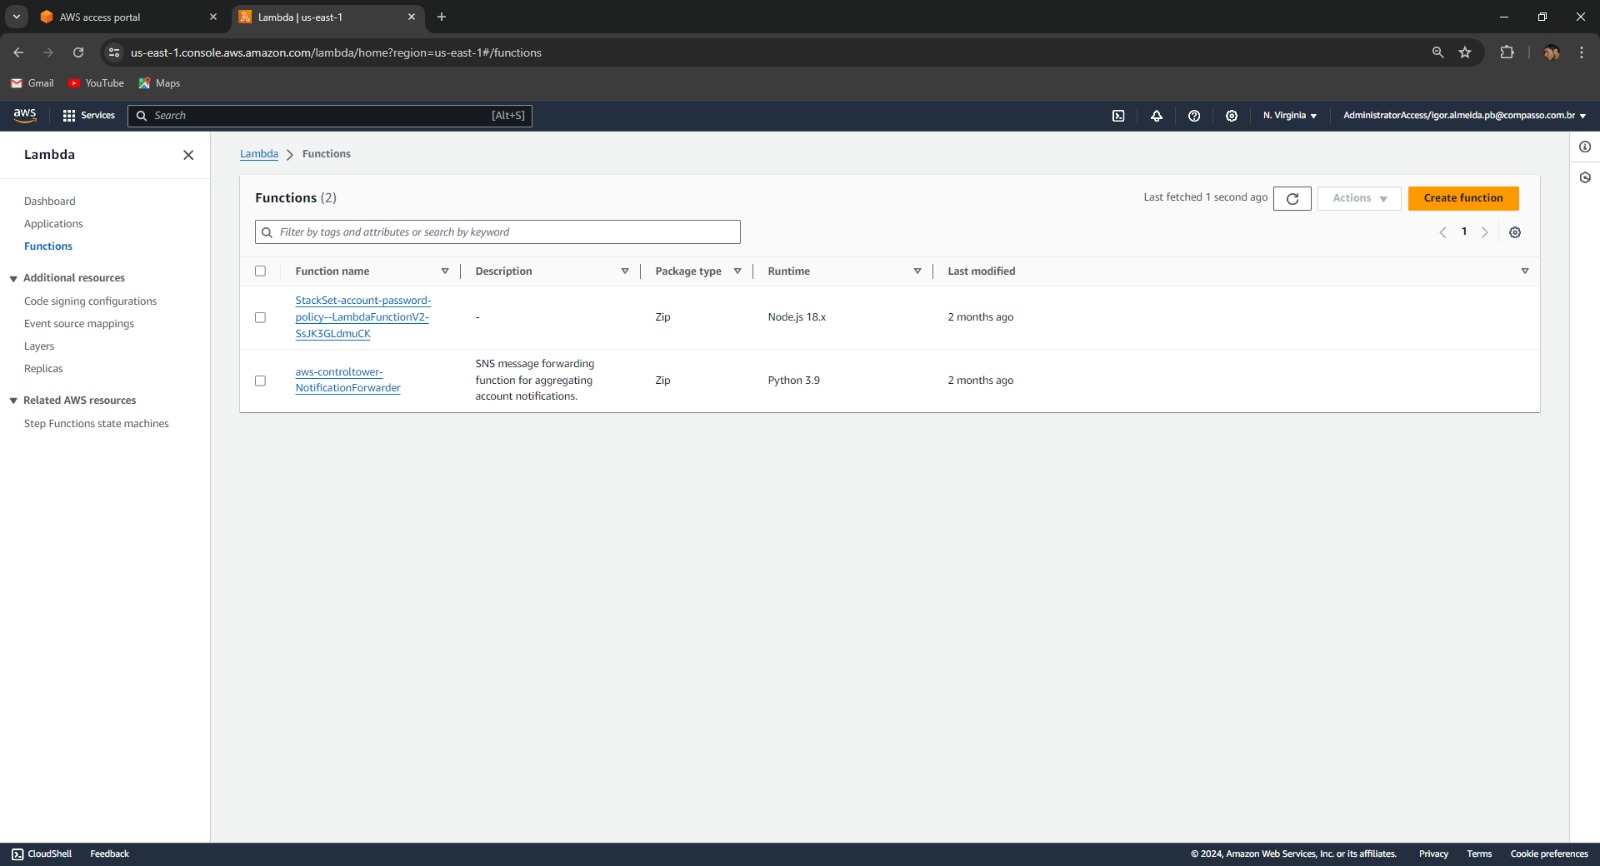 AWS access portal
Lambda | us-east-1
us-east-1.console.aws.amazon.com/lambda/home?region=us-east-1#/functions
Gmail
YouTube
Maps
aws
Services
Search
[Alt+S]
N. Virginia
AdministratorAccess/igor.almeida.pb@compasso.com.br
Lambda
Dashboard
Applications
Functions
Additional resources
Code signing configurations
Event source mappings
Layers
Replicas
Related AWS resources
Step Functions state machines
Lambda > Functions
Functions (2)
Last fetched 1 second ago
Actions
Create function
Filter by tags and attributes or search by keyword
1
Function name
Description
Package type
Runtime
Last modified
StackSet-account-password-
policy--LambdaFunctionV2-
SsJK3GLdmuCK
-
Zip
Node.js 18.x
2 months ago
aws-controltower-
NotificationForwarder
SNS message forwarding
function for aggregating
account notifications.
Zip
Python 3.9
2 months ago
CloudShell
Feedback
© 2024, Amazon Web Services, Inc. or its affiliates.
Privacy
Terms
Cookie preferences